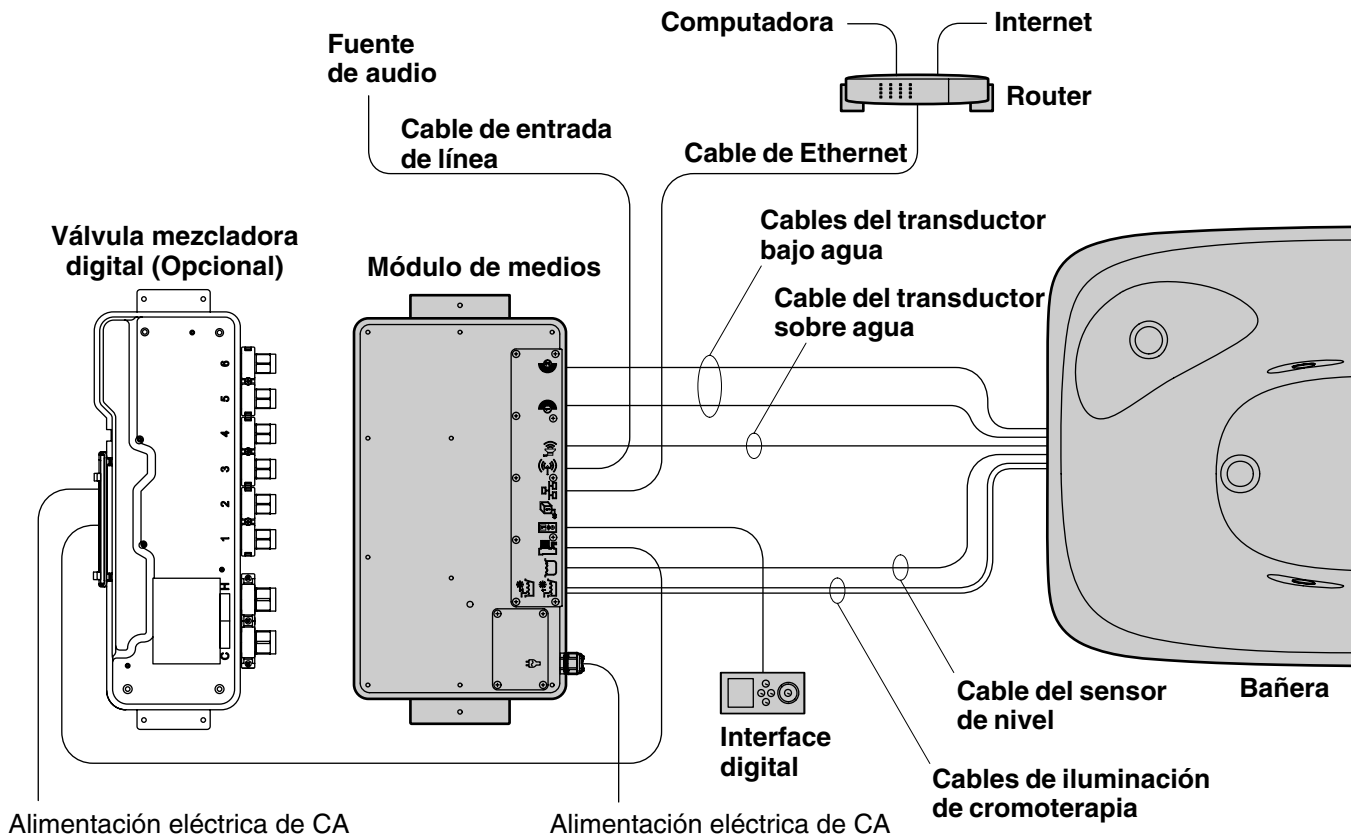 Computadora
Internet
Fuente
de audio
Router
Cable de entrada
de línea
Cable de Ethernet
Cables del transductor
bajo agua
Válvula mezcladora
digital (Opcional)
Módulo de medios
Cable del transductor
sobre agua
6
5
4
3
2
1
H
C
Cable del sensor
de nivel
Bañera
Interface
digital
Cables de iluminación
de cromoterapia
Alimentación eléctrica de CA
Alimentación eléctrica de CA